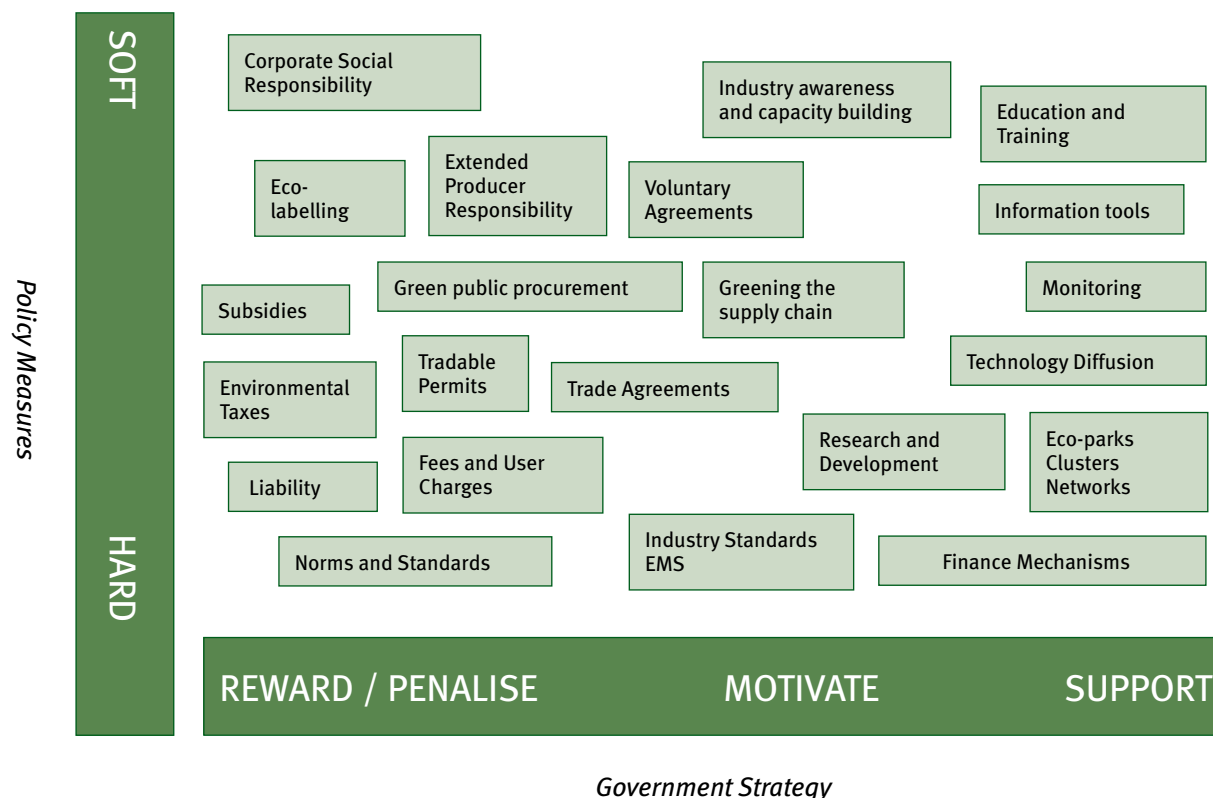 SOFT
Corporate Social
Responsibility
Industry awareness
and capacity building
Education and
Training
Extended
Producer
Responsibility
Eco-
labelling
Voluntary
Agreements
Information tools
Green public procurement
Greening the
supply chain
Monitoring
Subsidies
Tradable
Permits
Technology Diffusion
Environmental
Taxes
Trade Agreements
Research and
Development
Eco-parks
Clusters
Networks
Fees and User
Charges
Liability
Industry Standards
EMS
Norms and Standards
Finance Mechanisms
HARD
Policy Measures
REWARD / PENALISE
MOTIVATE
SUPPORT
Government Strategy